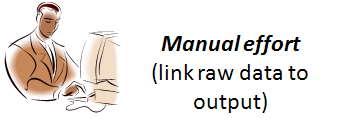 Manual effort
(link raw data to
output)